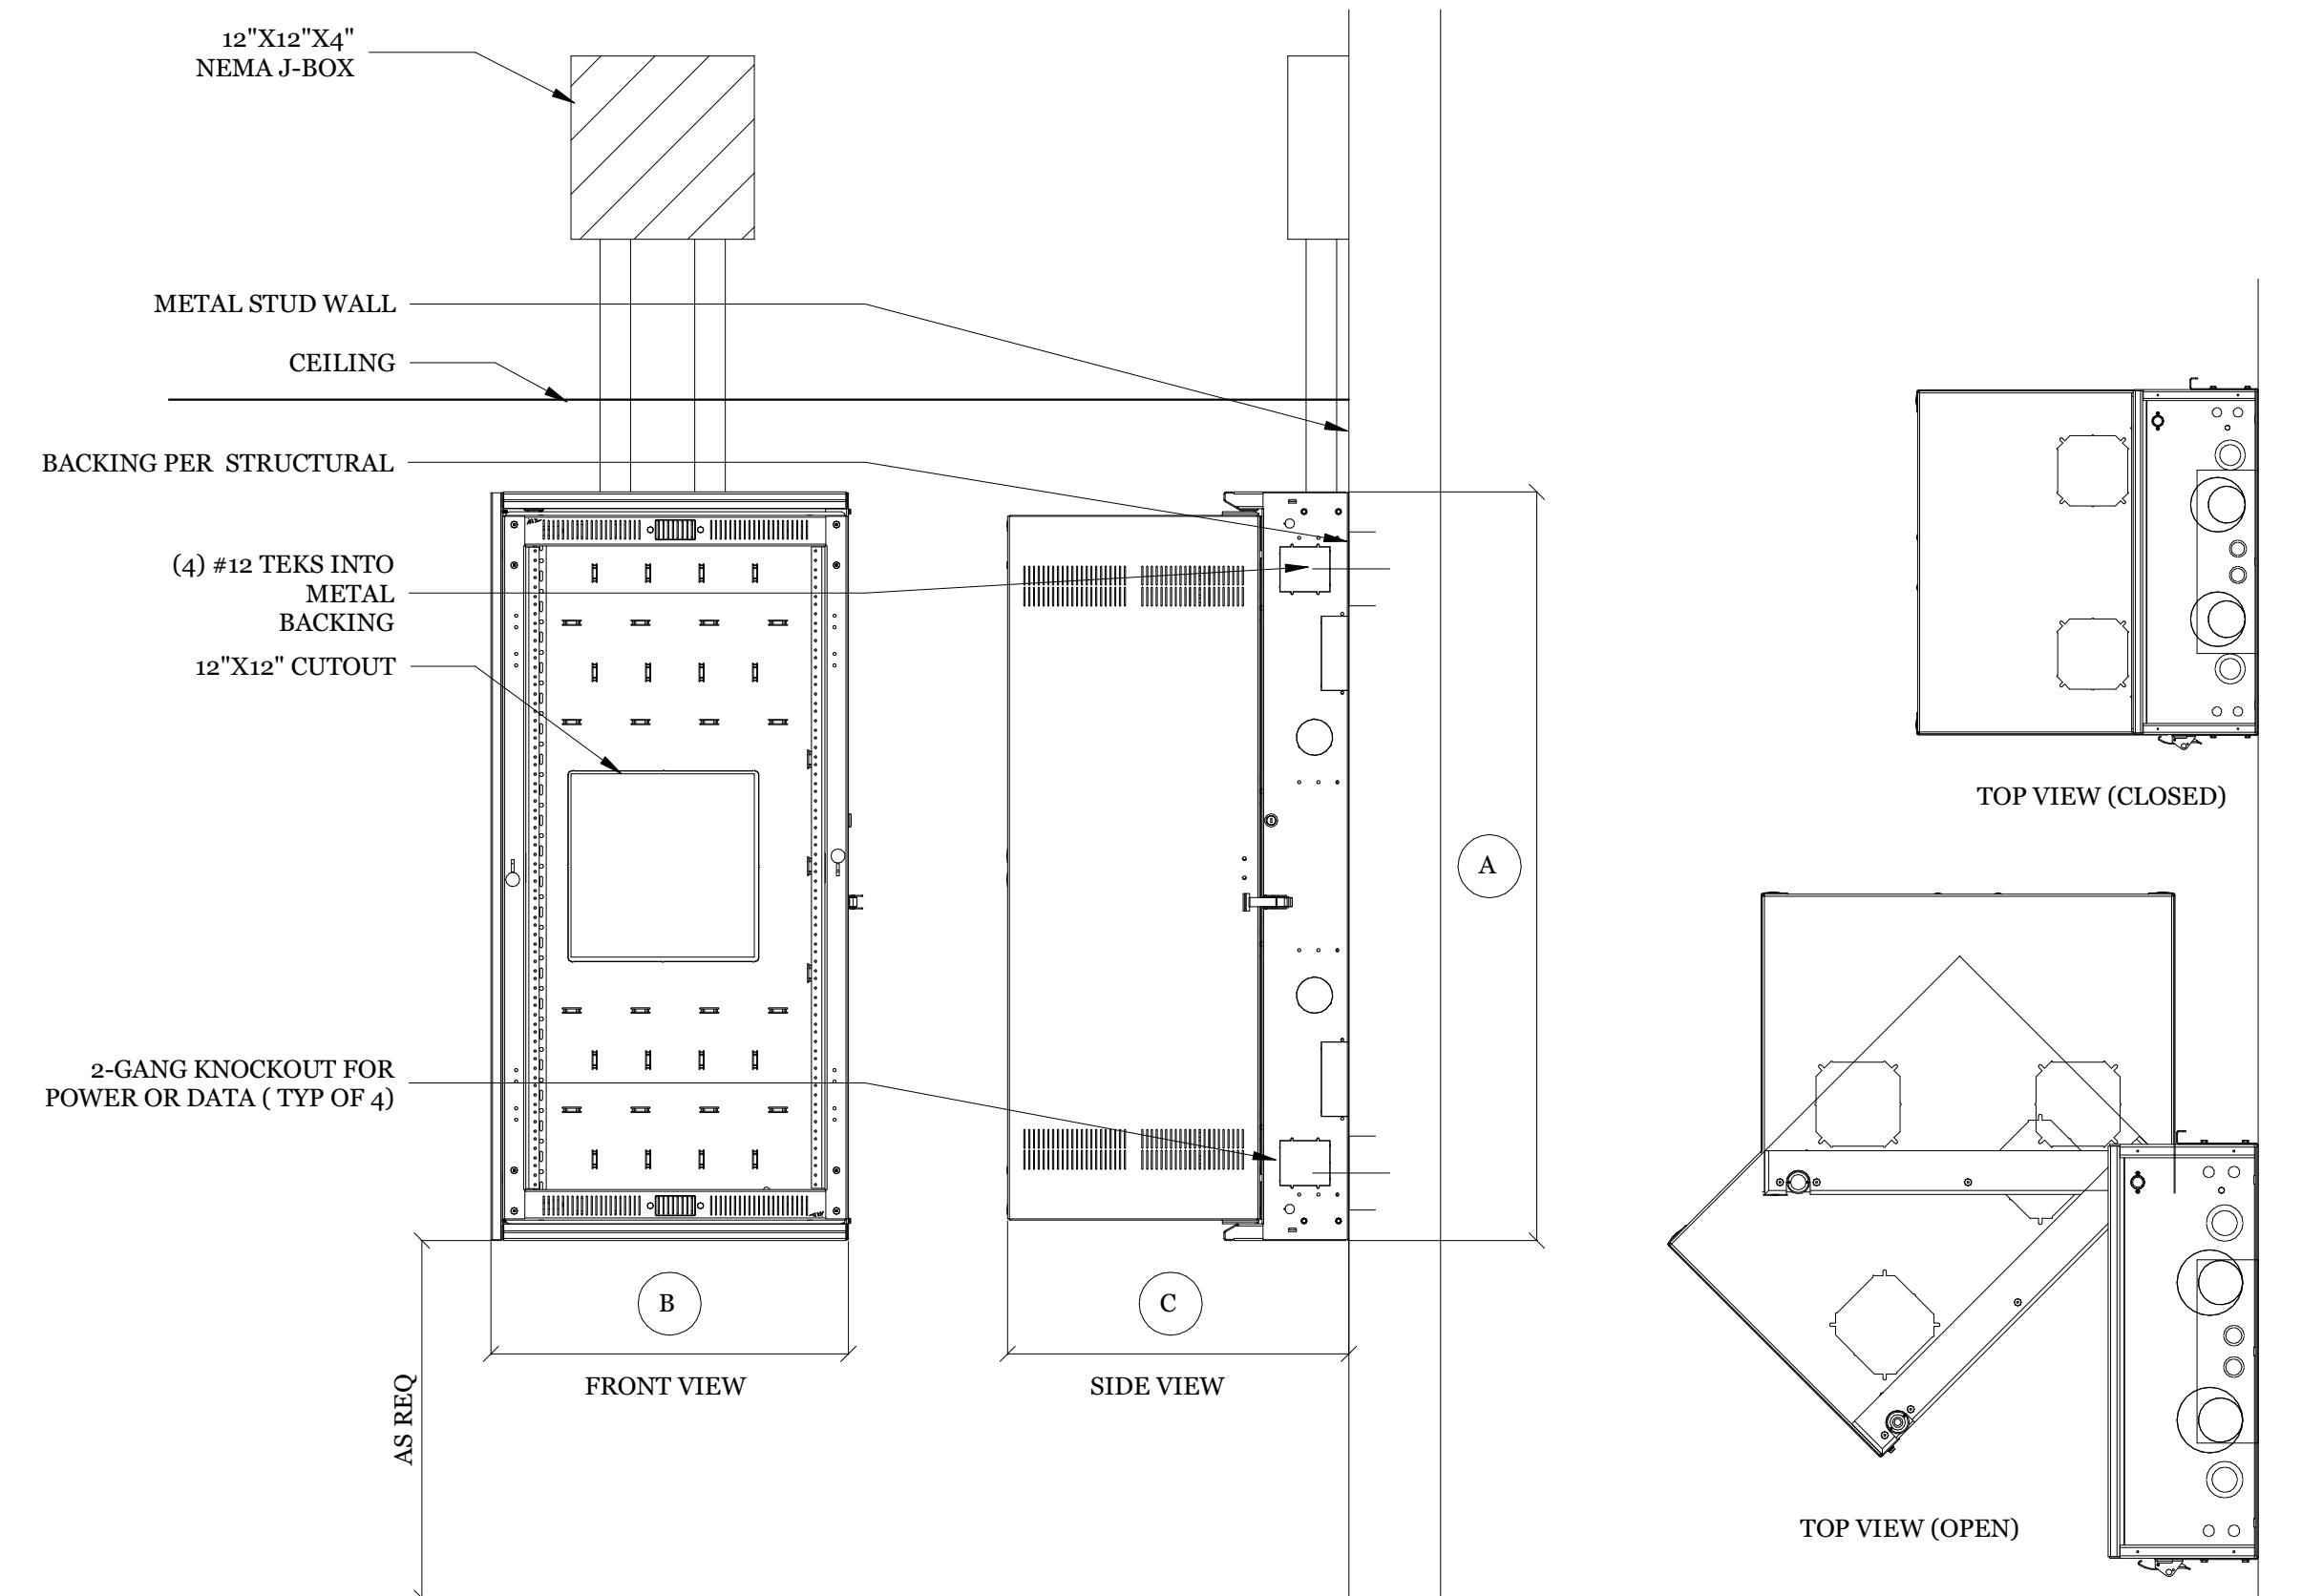 12"X12"X4"
NEMA J-BOX
METAL STUD WALL
CEILING
BACKING PER STRUCTURAL
(4) #12 TEKS INTO
METAL
BACKING
12"X12" CUTOUT
2-GANG KNOCKOUT FOR
POWER OR DATA ( TYP OF 4)
A
B
C
AS REQ
FRONT VIEW
SIDE VIEW
TOP VIEW (CLOSED)
TOP VIEW (OPEN)